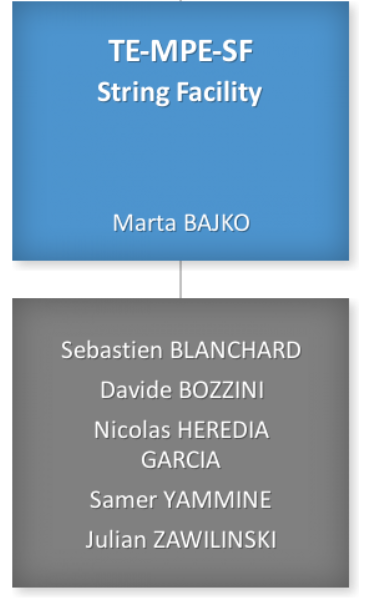 TE-MPE-SF
String Facility
Marta BAJKO
Sebastien BLANCHARD
Davide BOZZINI
Nicolas HEREDIA
GARCIA
Samer YAMMINE
Julian ZAWILINSKI